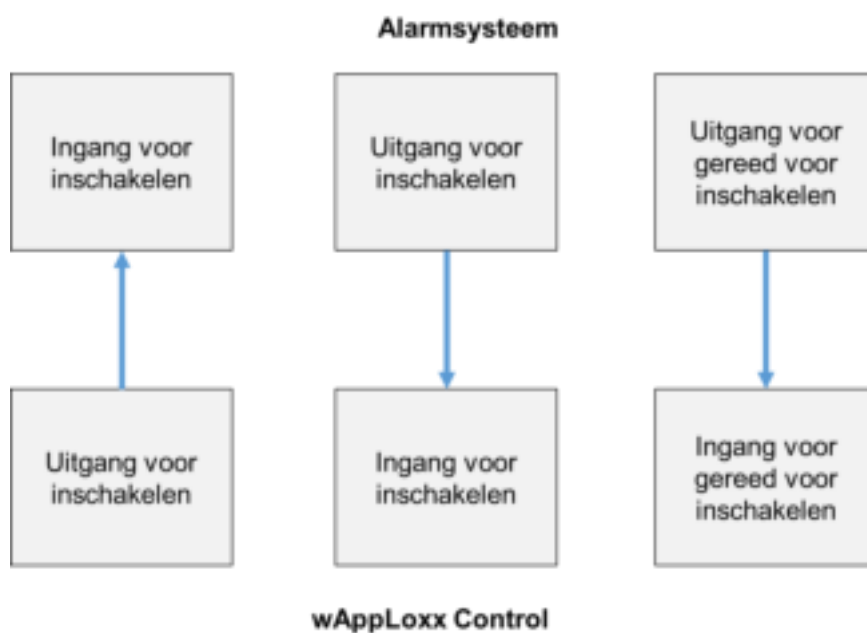 Alarmsysteem
Ingang voor
inschakelen
Uitgang voor
inschakelen
Uitgang voor
gereed voor
inschakelen
Uitgang voor
inschakelen
Ingang voor
inschakelen
Ingang voor
gereed voor
inschakelen
wAppLoxx Control